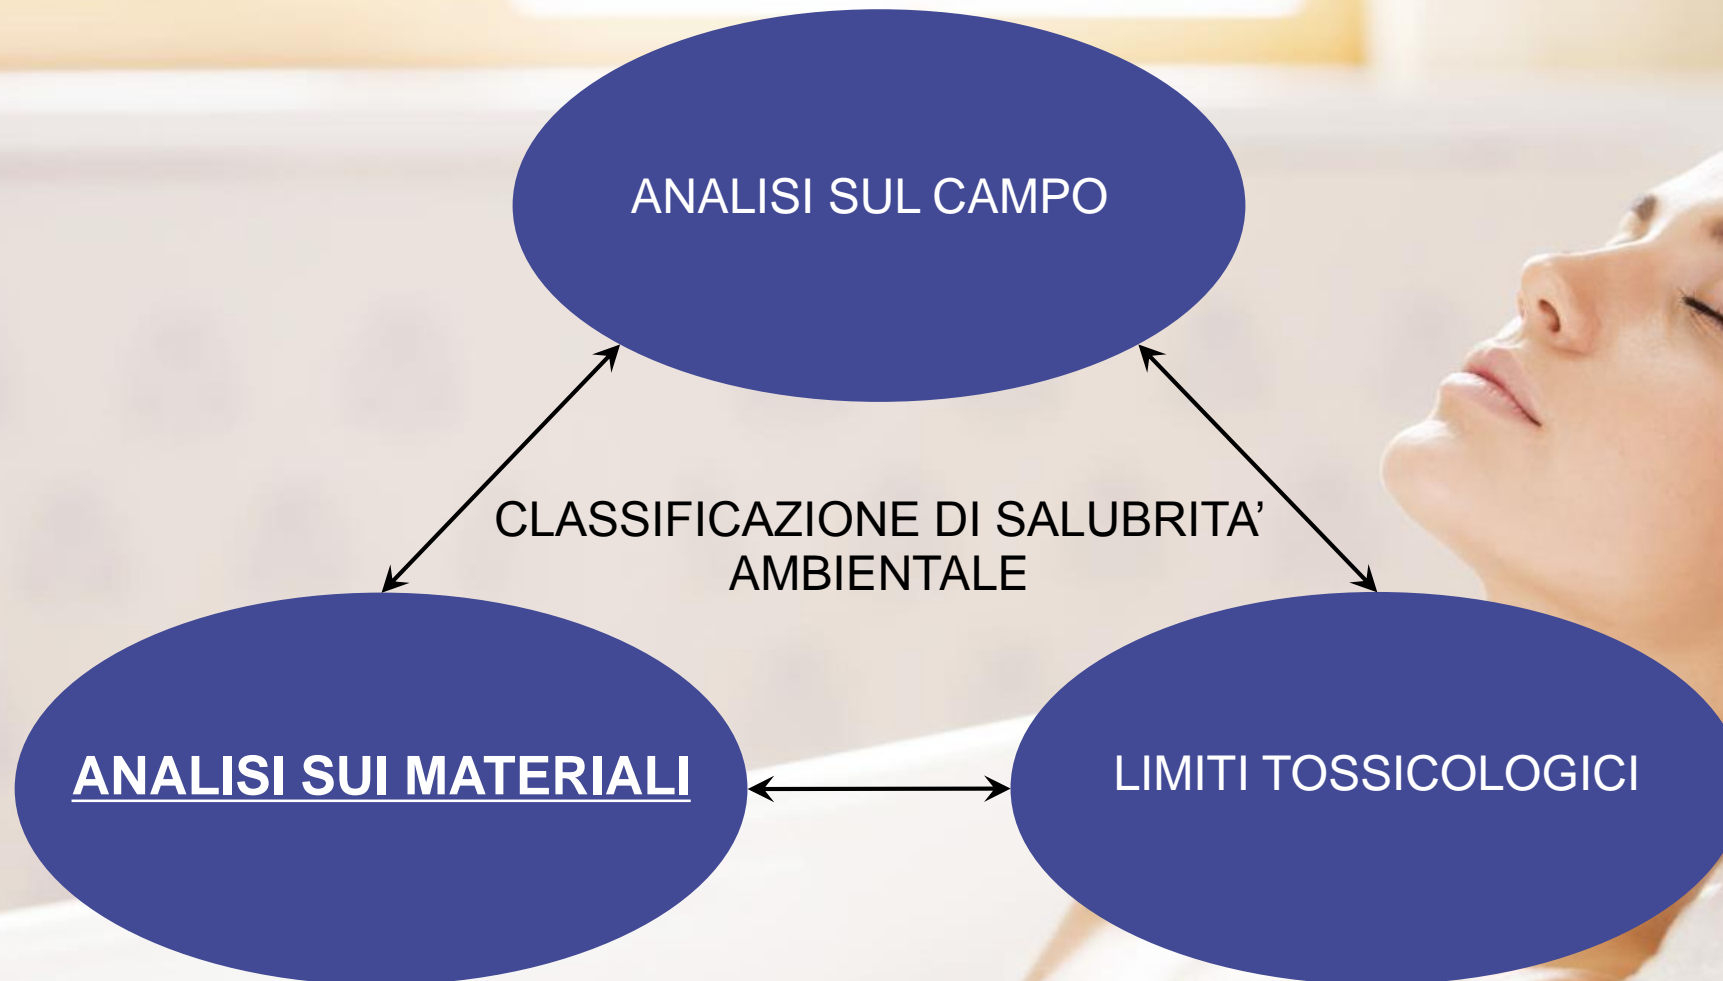 ANALISI SUL CAMPO
CLASSIFICAZIONE DI SALUBRITA’
AMBIENTALE
ANALISI SUI MATERIALI
LIMITI TOSSICOLOGICI